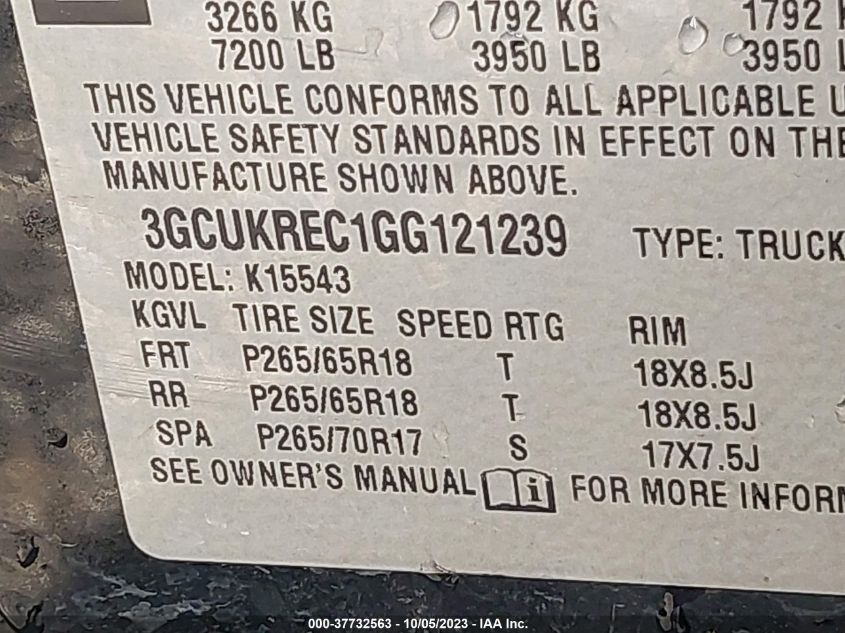 3266 KG 1792 KG 1792
7200 LB 3950 LB 3950
THIS VEHICLE CONFORMS TO ALL APPLICABLE
VEHICLE SAFETY STANDARDS IN EFFECT ON THE
MANUFACTURE SHOWN ABOVE.
3GCUKREC1GG121239 TYPE: TRUCK
MODEL: K15543
KGVL TIRE SIZE SPEED RTG RIM
FRT P265/65R18 T 18X8.5J
RR P265/65R18 T 18X8.5J
SPA P265/70R17 S 17X7.5J
SEE OWNER'S MANUAL i FOR MORE INFOR
000-37732563 - 10/05/2023 - IAA Inc.